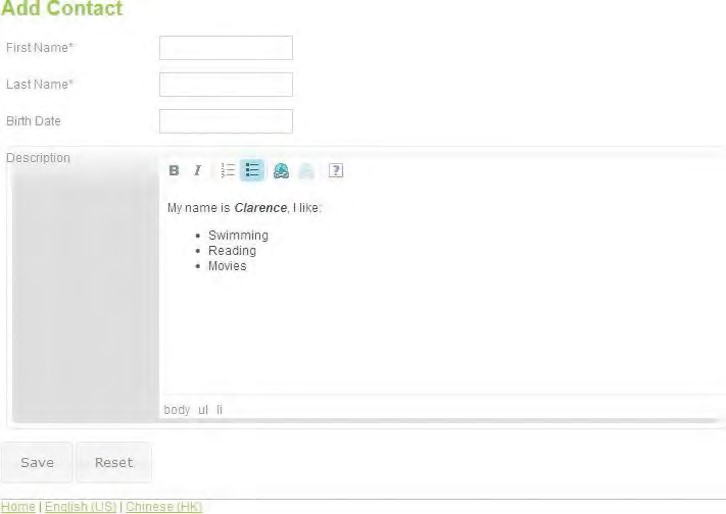 Add Contact
First Name*
Last Name*
Birth Date
Description
B I ?
My name is Clarence, I like:
• Swimming
• Reading
• Movies
body ul li
Save Reset
Home | English (US) | Chinese (HK)